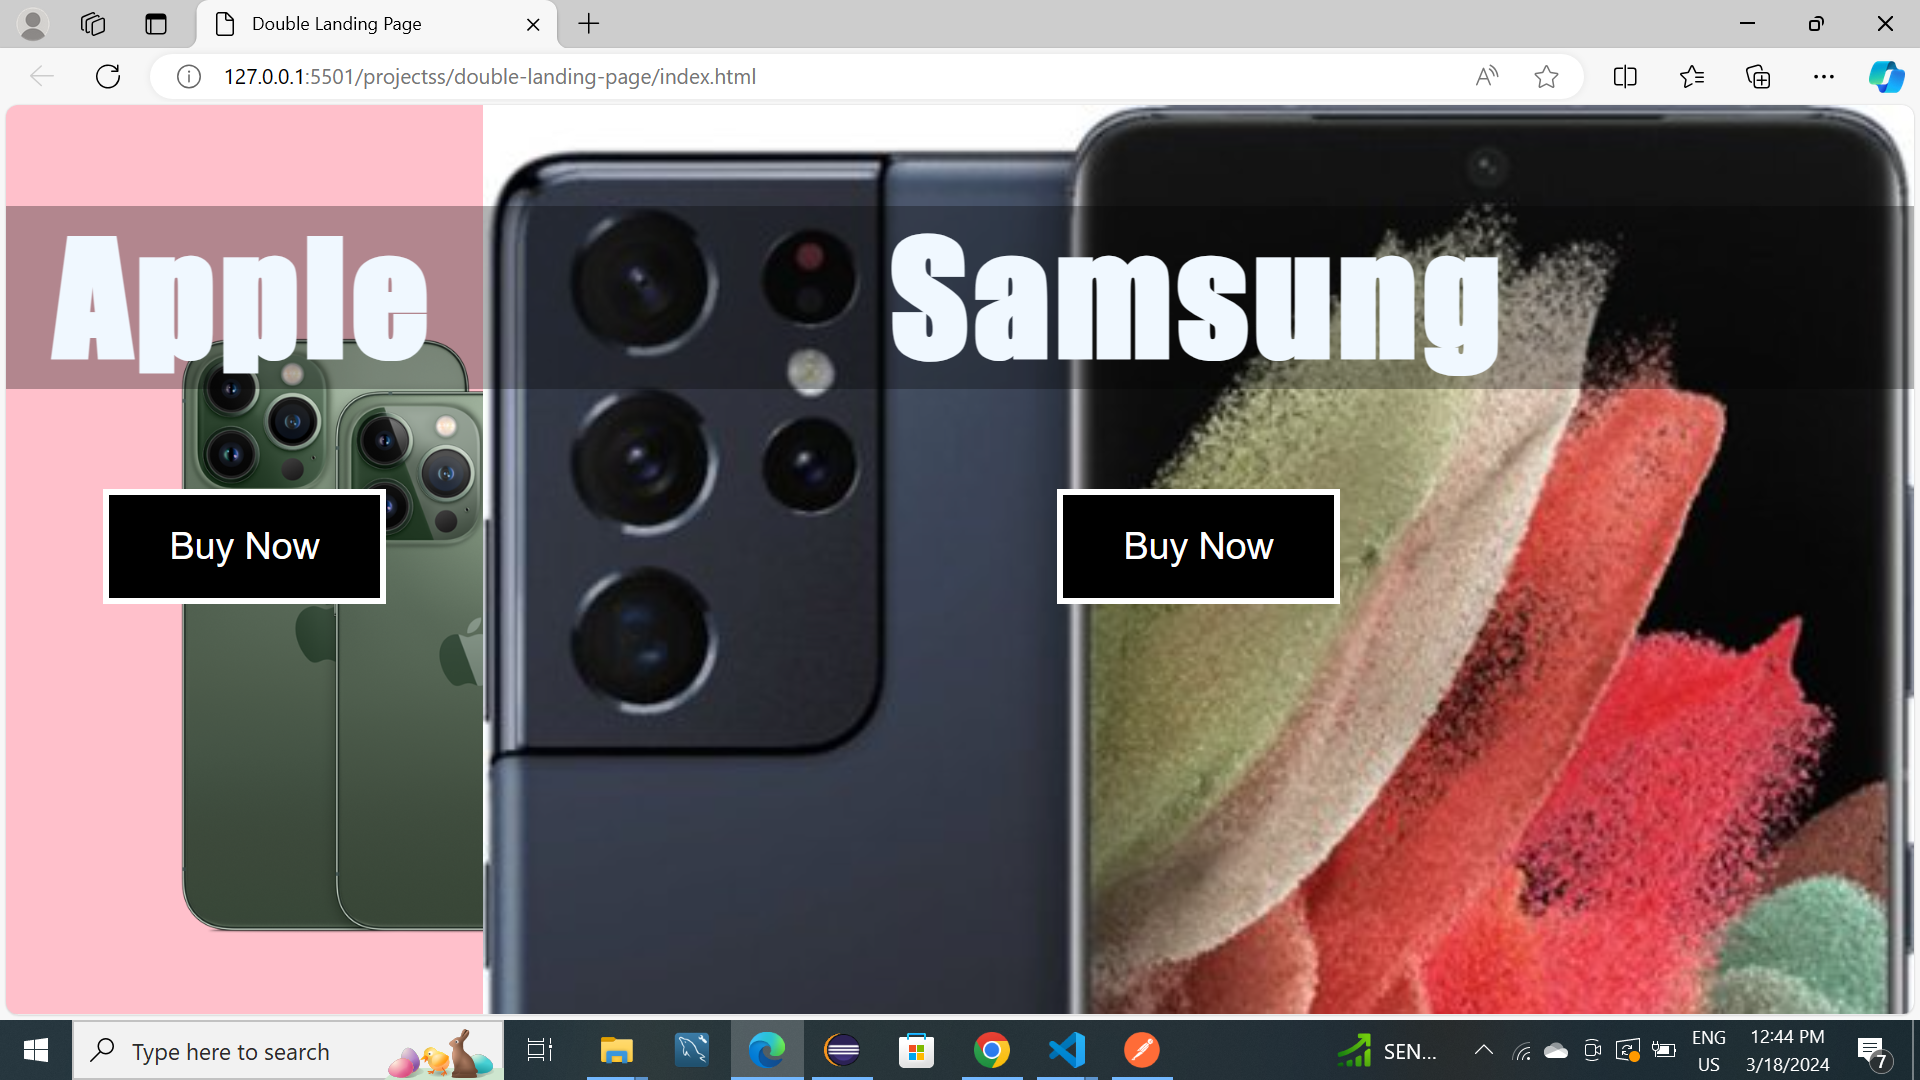 Double Landing Page
127.0.0.1:5501/projectss/double-landing-page/index.html
Apple
Samsung
Buy Now
Buy Now
Type here to search
SEN...
ENG
US
12:44 PM
3/18/2024
7